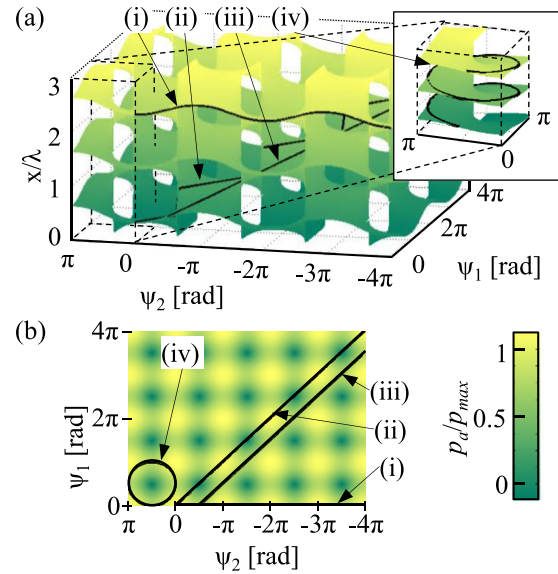 (a) (i) (ii) (iii) (iv)
3
2
1
0
x/λ
π 0 -π -2π -3π -4π
ψ₂ [rad]
0 2π 4π
ψ₁ [rad]
π 0 π
(b)
(iv)
(iii)
(ii)
(i)
4π
2π
0
ψ₁ [rad]
π 0 -π -2π -3π -4π
ψ₂ [rad]
1
0.5
0
pₐ/pₘₐₓ